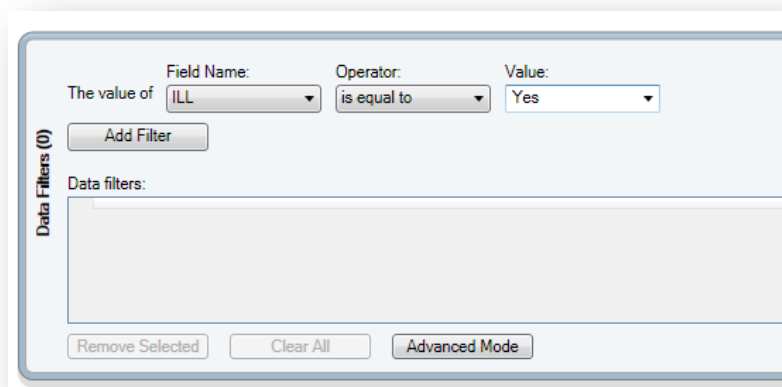 Field Name: Operator: Value:
The value of ILL is equal to Yes
Add Filter
Data Filters (0)
Data filters:
Remove Selected Clear All Advanced Mode